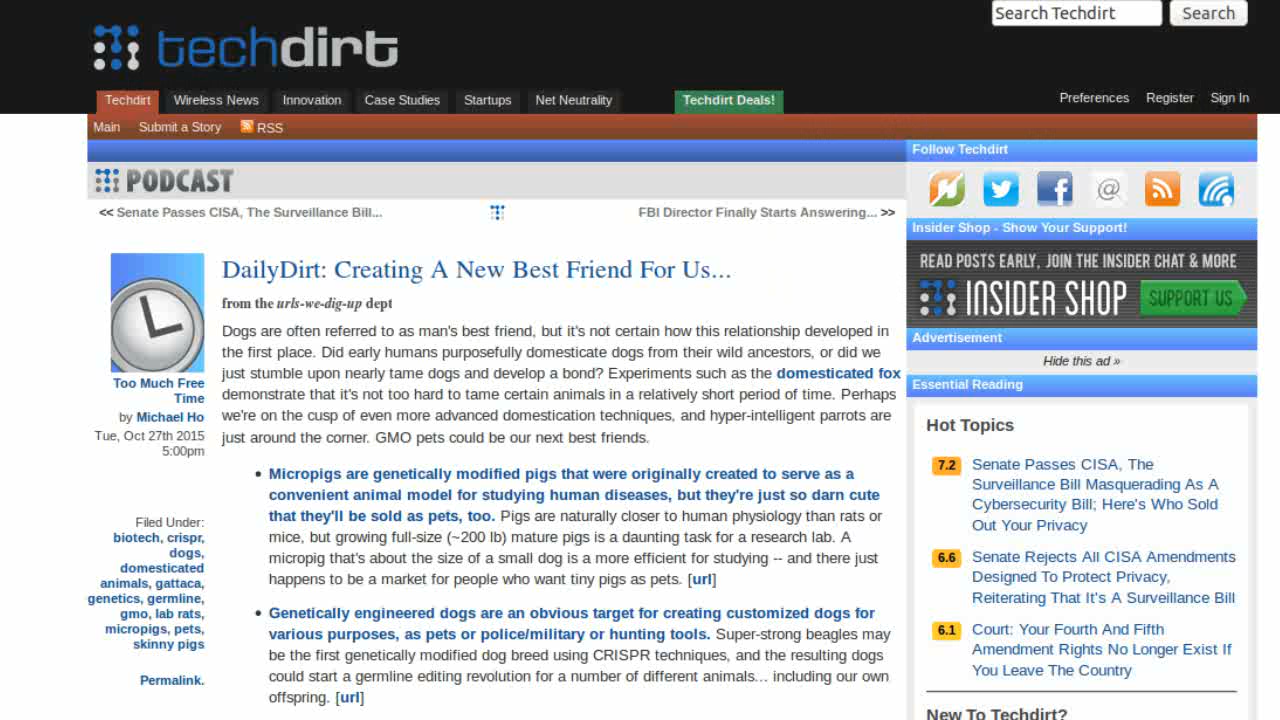 Search Techdirt
Search
techdirt
Techdirt
Wireless News
Innovation
Case Studies
Startups
Net Neutrality
Techdirt Deals!
Preferences
Register
Sign In
Main
Submit a Story
RSS
PODCAST
<< Senate Passes CISA, The Surveillance Bill...
FBI Director Finally Starts Answering... >>
Too Much Free
Time
by Michael Ho
Tue, Oct 27th 2015
5:00pm
Filed Under:
biotech, crispr,
dogs,
domesticated
animals, gattaca,
genetics, germline,
gmo, lab rats,
micropigs, pets,
skinny pigs
Permalink.
DailyDirt: Creating A New Best Friend For Us...
from the urls-we-dig-up dept
Dogs are often referred to as man's best friend, but it's not certain how this relationship developed in
the first place. Did early humans purposefully domesticate dogs from their wild ancestors, or did we
just stumble upon nearly tame dogs and develop a bond? Experiments such as the domesticated fox
demonstrate that it's not too hard to tame certain animals in a relatively short period of time. Perhaps
we're on the cusp of even more advanced domestication techniques, and hyper-intelligent parrots are
just around the corner. GMO pets could be our next best friends.
• Micropigs are genetically modified pigs that were originally created to serve as a
convenient animal model for studying human diseases, but they're just so darn cute
that they'll be sold as pets, too. Pigs are naturally closer to human physiology than rats or
mice, but growing full-size (~200 lb) mature pigs is a daunting task for a research lab. A
micropig that's about the size of a small dog is a more efficient for studying -- and there just
happens to be a market for people who want tiny pigs as pets. [url]
• Genetically engineered dogs are an obvious target for creating customized dogs for
various purposes, as pets or police/military or hunting tools. Super-strong beagles may
be the first genetically modified dog breed using CRISPR techniques, and the resulting dogs
could start a germline editing revolution for a number of different animals... including our own
offspring. [url]
Follow Techdirt
Insider Shop - Show Your Support!
READ POSTS EARLY, JOIN THE INSIDER CHAT & MORE
INSIDER SHOP
SUPPORT US
Advertisement
Hide this ad »
Essential Reading
Hot Topics
7.2 Senate Passes CISA, The
Surveillance Bill Masquerading As A
Cybersecurity Bill; Here's Who Sold
Out Your Privacy
6.6 Senate Rejects All CISA Amendments
Designed To Protect Privacy,
Reiterating That It's A Surveillance Bill
6.1 Court: Your Fourth And Fifth
Amendment Rights No Longer Exist If
You Leave The Country
New To Techdirt?